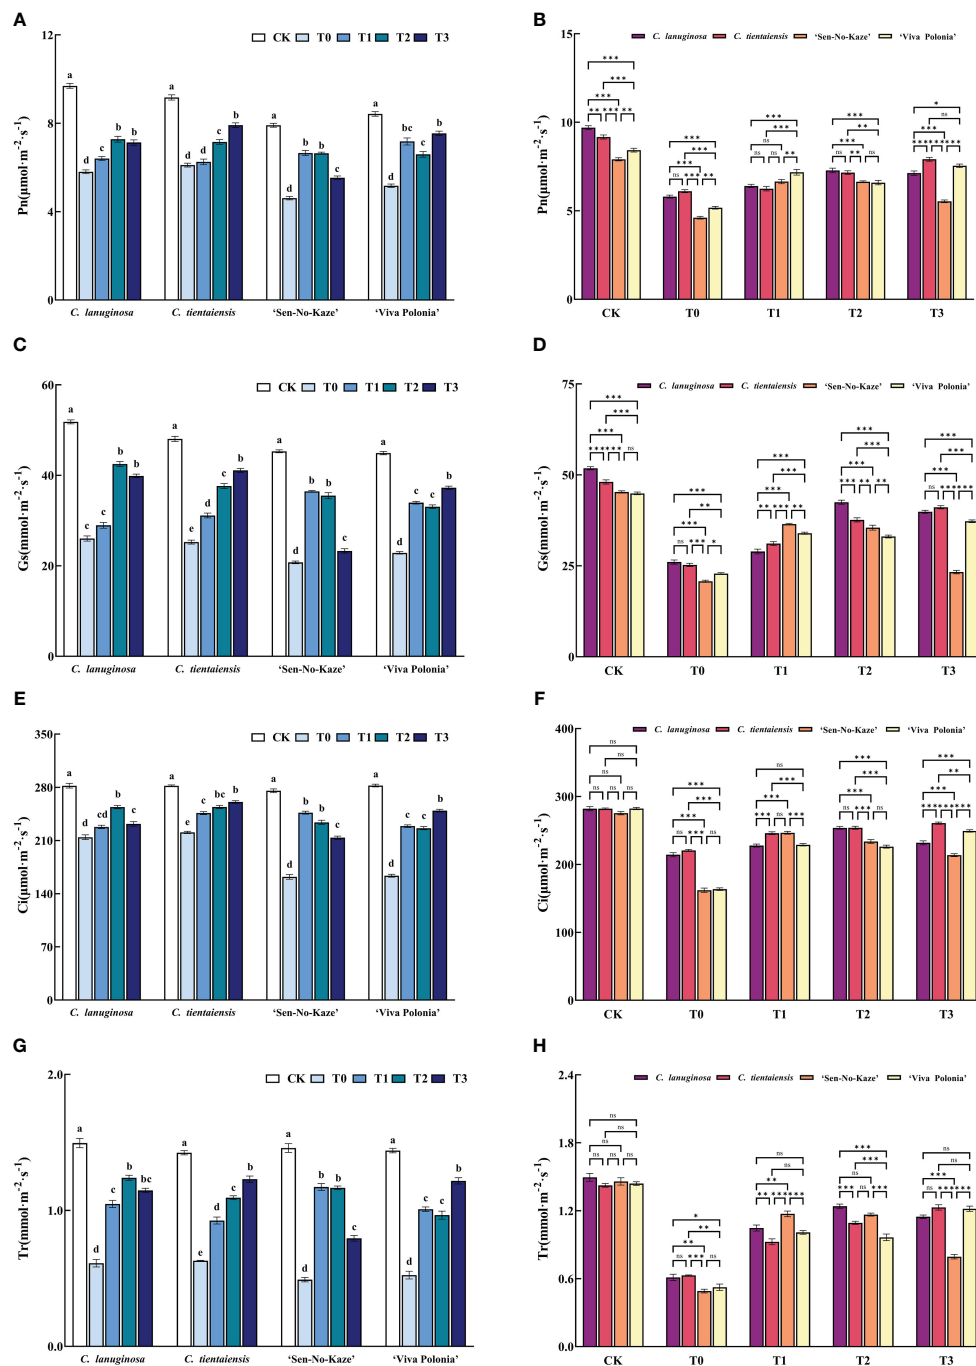 A
CK T0 T1 T2 T3
Pn(μmol·m⁻²·s⁻¹)
12
8
4
0
a d c b b
a d d c b
a d b b c
a d bc c b
C. lanuginosa C. tientaiensis ‘Sen-No-Kaze’ ‘Viva Polonia’
B
C. lanuginosa C. tientaiensis ‘Sen-No-Kaze’ ‘Viva Polonia’
Pn(μmol·m⁻²·s⁻¹)
15
10
5
0
CK T0 T1 T2 T3
C
CK T0 T1 T2 T3
Gs(mmol·m⁻²·s⁻¹)
60
40
20
0
a c c b b
a e d c b
a c b b c
a d c c b
C. lanuginosa C. tientaiensis ‘Sen-No-Kaze’ ‘Viva Polonia’
D
C. lanuginosa C. tientaiensis ‘Sen-No-Kaze’ ‘Viva Polonia’
Gs(mmol·m⁻²·s⁻¹)
75
50
25
0
CK T0 T1 T2 T3
E
CK T0 T1 T2 T3
Ci(μmol·m⁻²·s⁻¹)
350
280
210
140
70
0
a d cd b c
a d c bc b
a d b b c
a d c c b
C. lanuginosa C. tientaiensis ‘Sen-No-Kaze’ ‘Viva Polonia’
F
C. lanuginosa C. tientaiensis ‘Sen-No-Kaze’ ‘Viva Polonia’
Ci(μmol·m⁻²·s⁻¹)
400
300
200
100
0
CK T0 T1 T2 T3
G
CK T0 T1 T2 T3
Tr(mmol·m⁻²·s⁻¹)
2.0
1.0
0.0
a d c b bc
a e d c b
a d b b c
a d c c b
C. lanuginosa C. tientaiensis ‘Sen-No-Kaze’ ‘Viva Polonia’
H
C. lanuginosa C. tientaiensis ‘Sen-No-Kaze’ ‘Viva Polonia’
Tr(mmol·m⁻²·s⁻¹)
2.4
1.8
1.2
0.6
0.0
CK T0 T1 T2 T3